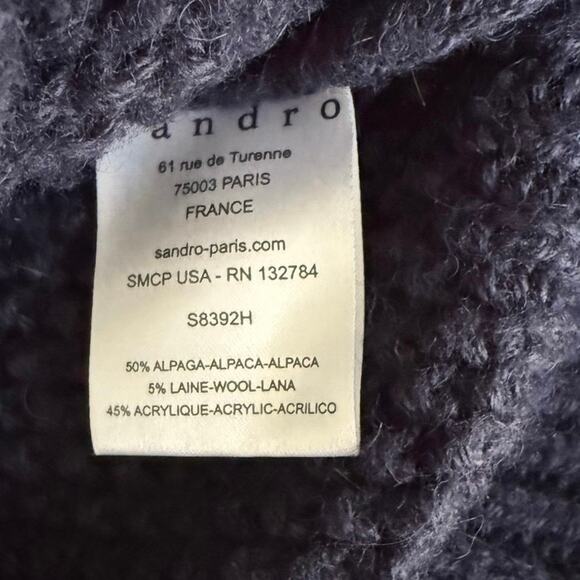 andro
61 rue de Turenne
75003 PARIS
FRANCE
sandro-paris.com
SMCP USA - RN 132784
S8392H
50% ALPAGA-ALPACA-ALPACA
5% LAINE-WOOL-LANA
45% ACRYLIQUE-ACRYLIC-ACRILICO